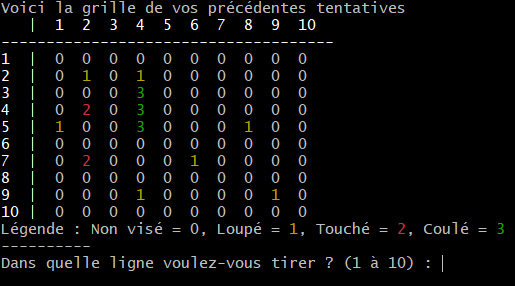 Voici la grille de vos précédentes tentatives
   |  1  2  3  4  5  6  7  8  9  10
-------------------------------------
1  |  0  0  0  0  0  0  0  0  0  0
2  |  0  1  0  1  0  0  0  0  0  0
3  |  0  0  0  3  0  0  0  0  0  0
4  |  0  2  0  3  0  0  0  0  0  0
5  |  1  0  0  3  0  0  0  1  0  0
6  |  0  0  0  0  0  0  0  0  0  0
7  |  0  2  0  0  0  1  0  0  0  0
8  |  0  0  0  0  0  0  0  0  0  0
9  |  0  0  0  1  0  0  0  0  1  0
10 |  0  0  0  0  0  0  0  0  0  0
Légende : Non visé = 0, Loupé = 1, Touché = 2, Coulé = 3
----------
Dans quelle ligne voulez-vous tirer ? (1 à 10) :